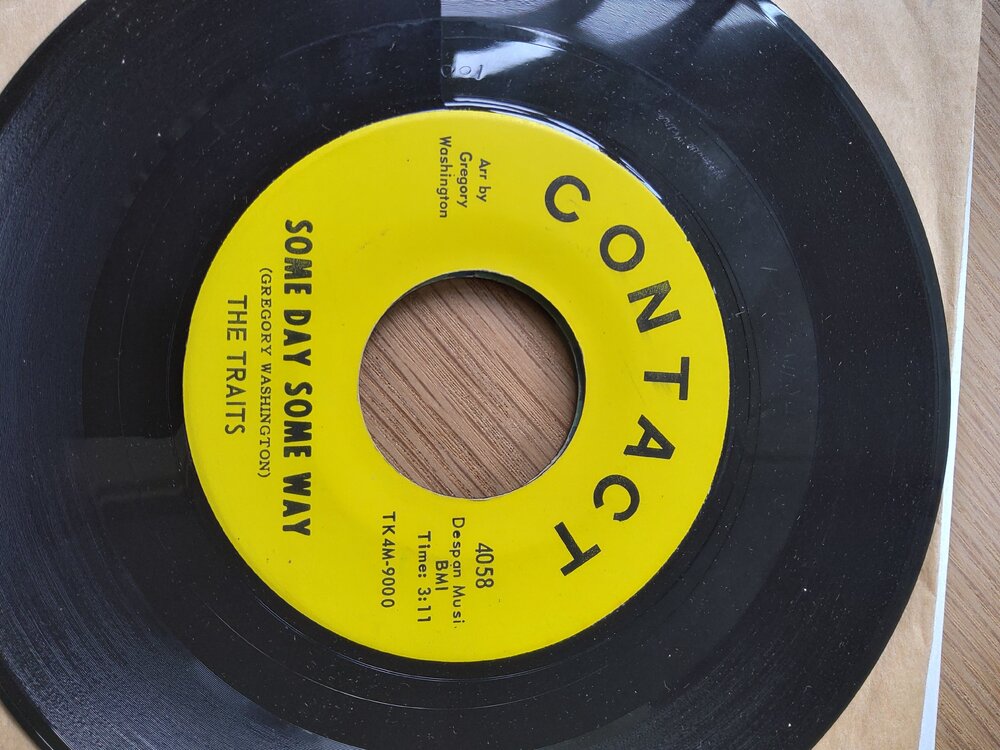 CONTACT
Arr by
Gregory
Washington
4058
Despan Musi
BMI
Time: 3:11
TK4M-9000
SOME DAY SOME WAY
(GREGORY WASHINGTON)
THE TRAITS